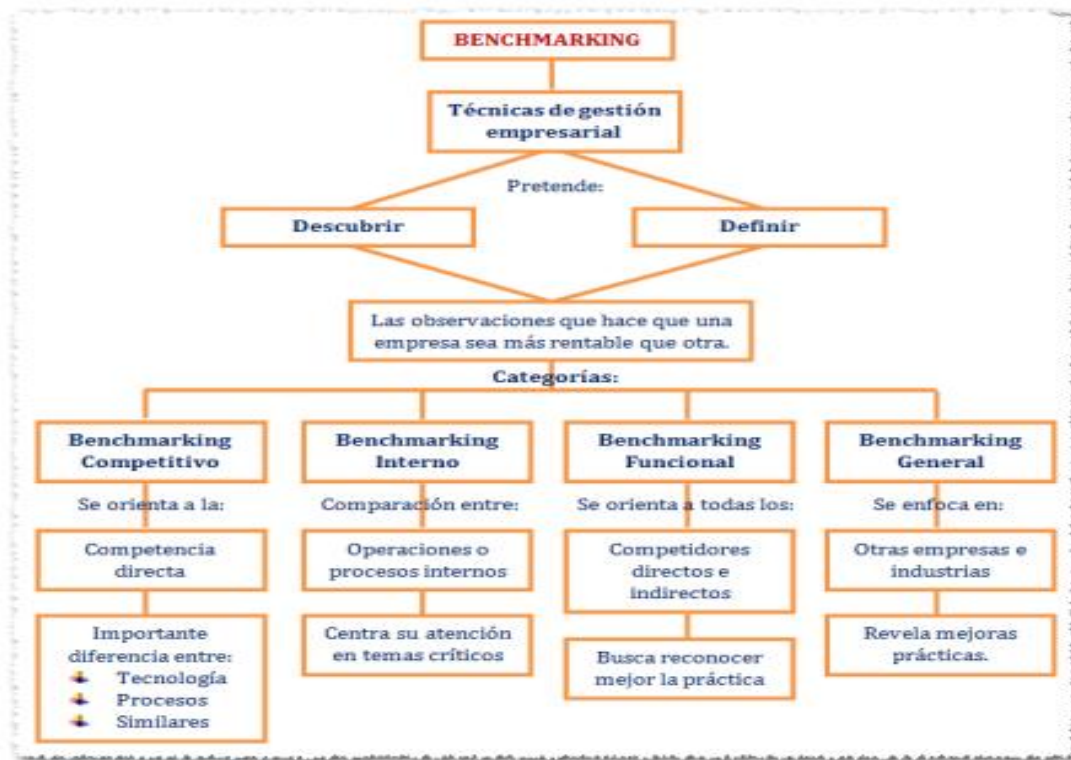 BENCHMARKING
Técnicas de gestión
empresarial
Pretende:
Descubrir
Definir
Las observaciones que hace que una
empresa sea más rentable que otra.
Categorías:
Benchmarking
Competitivo
Se orienta a la:
Competencia
directa
Importante
diferencia entre:
Tecnología
Procesos
Similares
Benchmarking
Interno
Comparación entre:
Operaciones o
procesos internos
Centra su atención
en temas críticos
Benchmarking
Funcional
Se orienta a todas los:
Competidores
directos e
indirectos
Busca reconocer
mejor la práctica
Benchmarking
General
Se enfoca en:
Otras empresas e
industrias
Revela mejoras
prácticas.